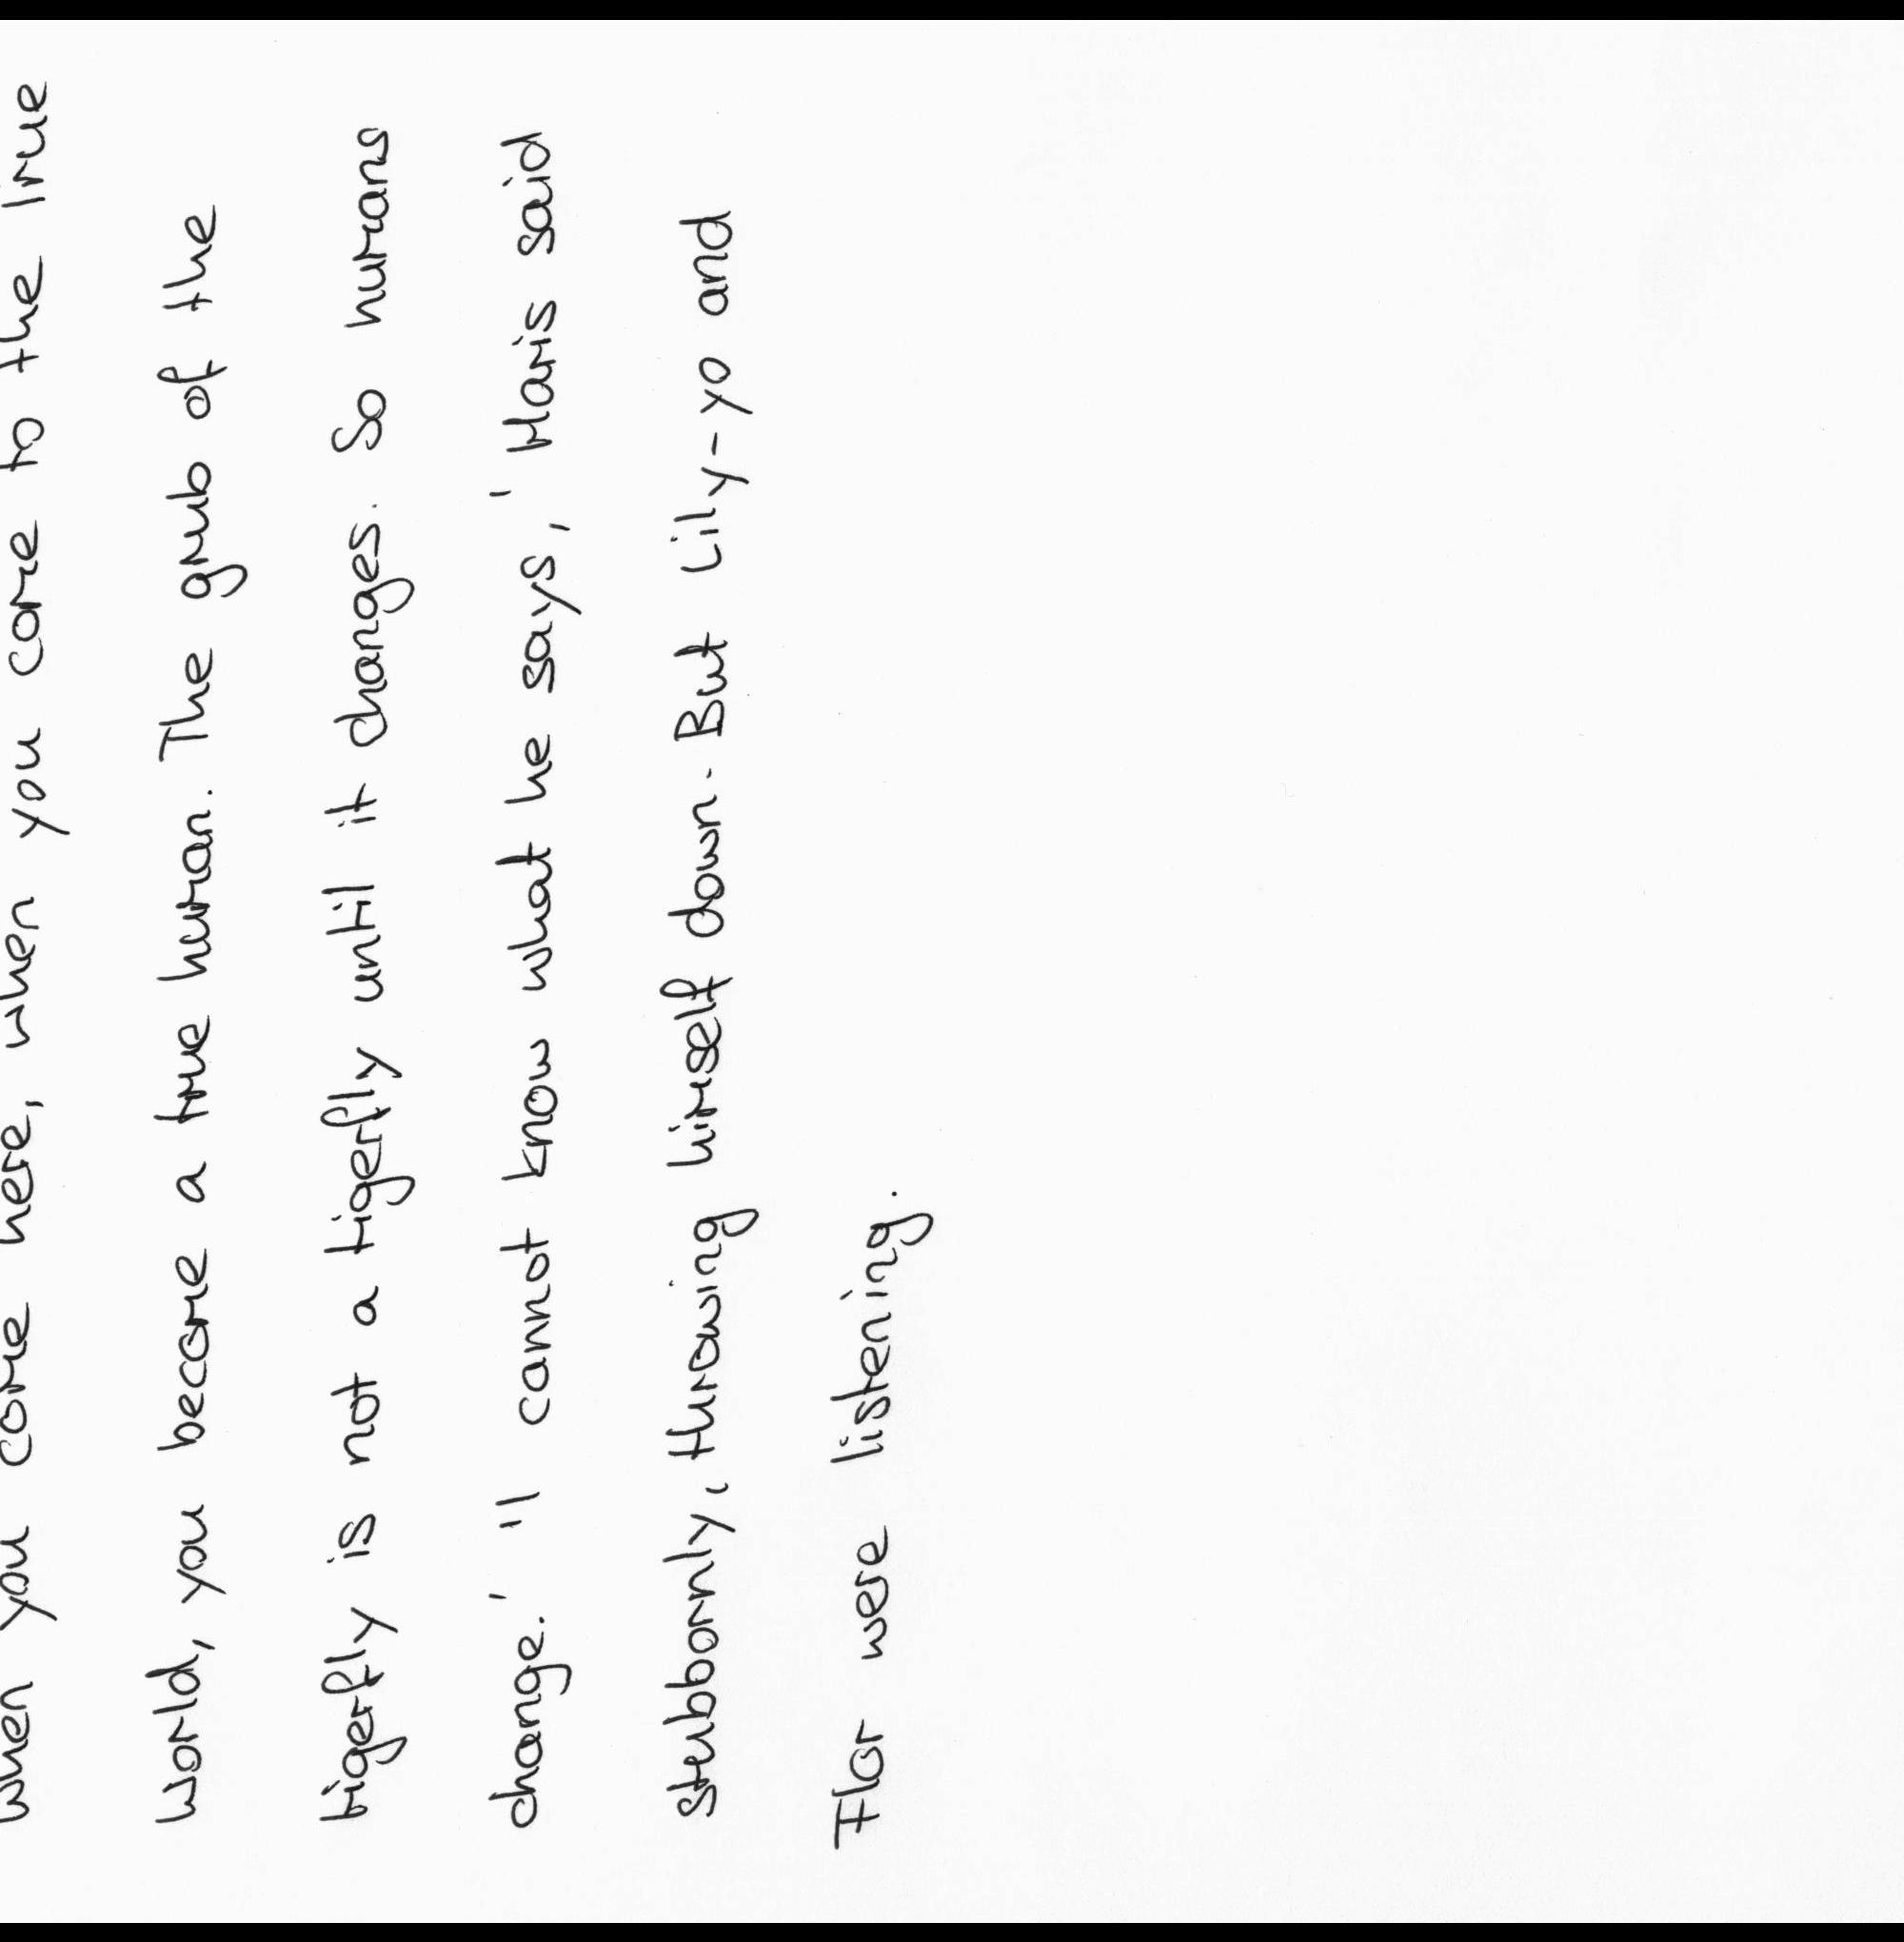 when you come here, when you come to the True
World, you become a true human. The grub of the
tigerfly is not a tigerfly until it changes. So humans
change.' 'I cannot know what he says,' Haris said
stubbornly, throwing himself down. But Lily-yo and
Flor were listening.